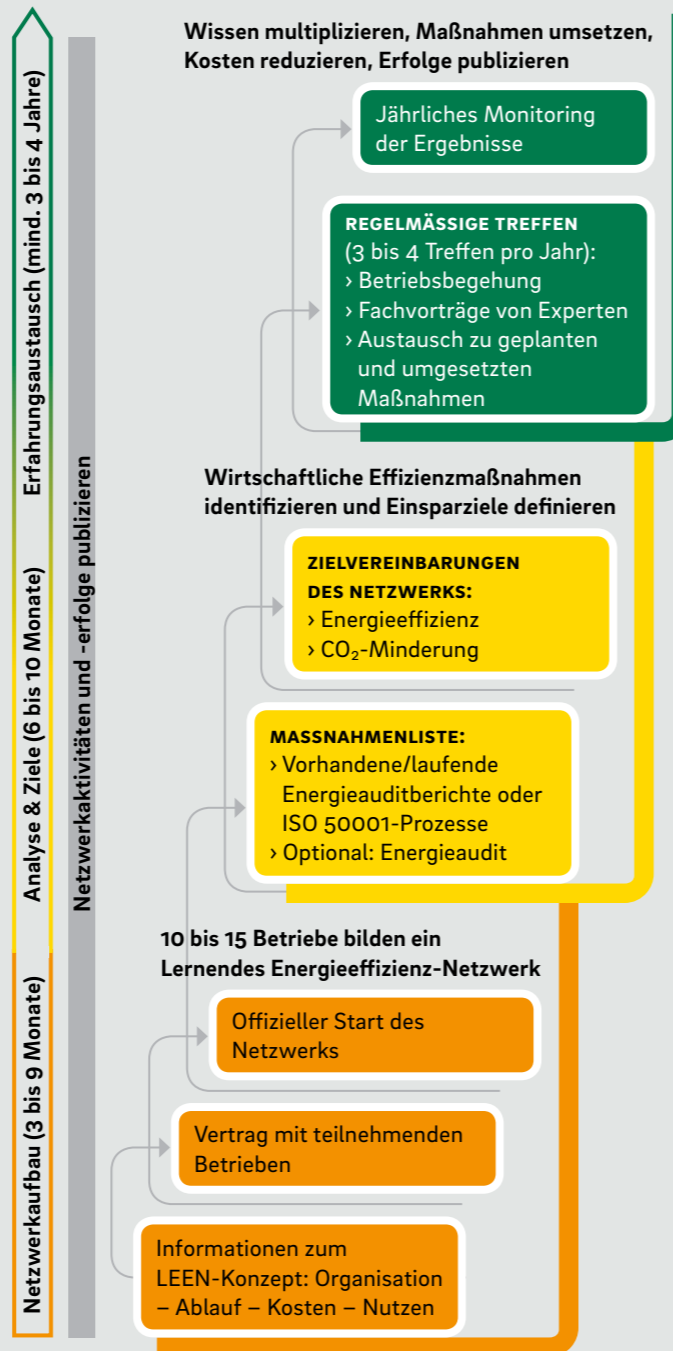 Wissen multiplizieren, Maßnahmen umsetzen,
Kosten reduzieren, Erfolge publizieren
Jährliches Monitoring
der Ergebnisse
REGELMÄSSIGE TREFFEN
(3 bis 4 Treffen pro Jahr):
› Betriebsbegehung
› Fachvorträge von Experten
› Austausch zu geplanten
und umgesetzten
Maßnahmen
Erfahrungsaustausch (mind. 3 bis 4 Jahre)
Wirtschaftliche Effizienzmaßnahmen
identifizieren und Einsparziele definieren
ZIELVEREINBARUNGEN
DES NETZWERKS:
› Energieeffizienz
› CO₂-Minderung
MASSNAHMENLISTE:
› Vorhandene/laufende
Energieauditberichte oder
ISO 50001-Prozesse
› Optional: Energieaudit
Analyse & Ziele (6 bis 10 Monate)
Netzwerkaktivitäten und -erfolge publizieren
10 bis 15 Betriebe bilden ein
Lernendes Energieeffizienz-Netzwerk
Offizieller Start des
Netzwerks
Vertrag mit teilnehmenden
Betrieben
Informationen zum
LEEN-Konzept: Organisation
– Ablauf – Kosten – Nutzen
Netzwerkaufbau (3 bis 9 Monate)